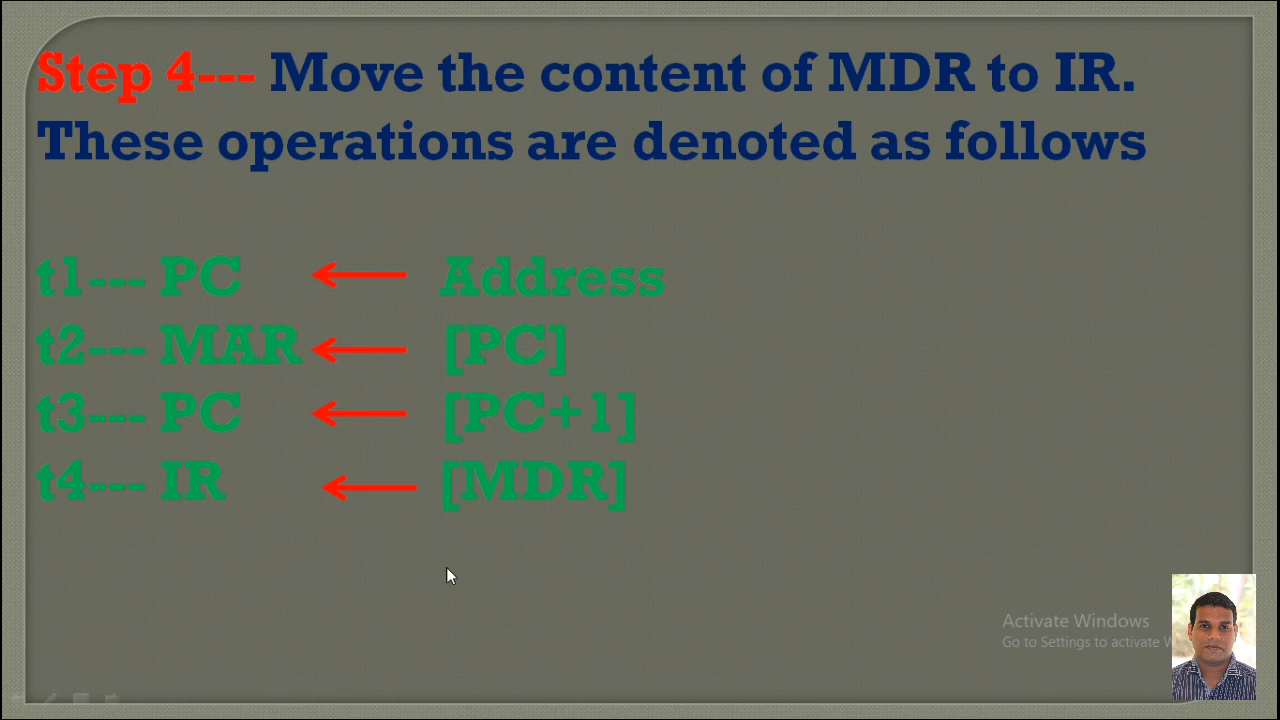 Step 4--- Move the content of MDR to IR.
These operations are denoted as follows
t1--- PC Address
t2--- MAR [PC]
t3--- PC [PC+1]
t4--- IR [MDR]
Activate Windows
Go to Settings to activate W